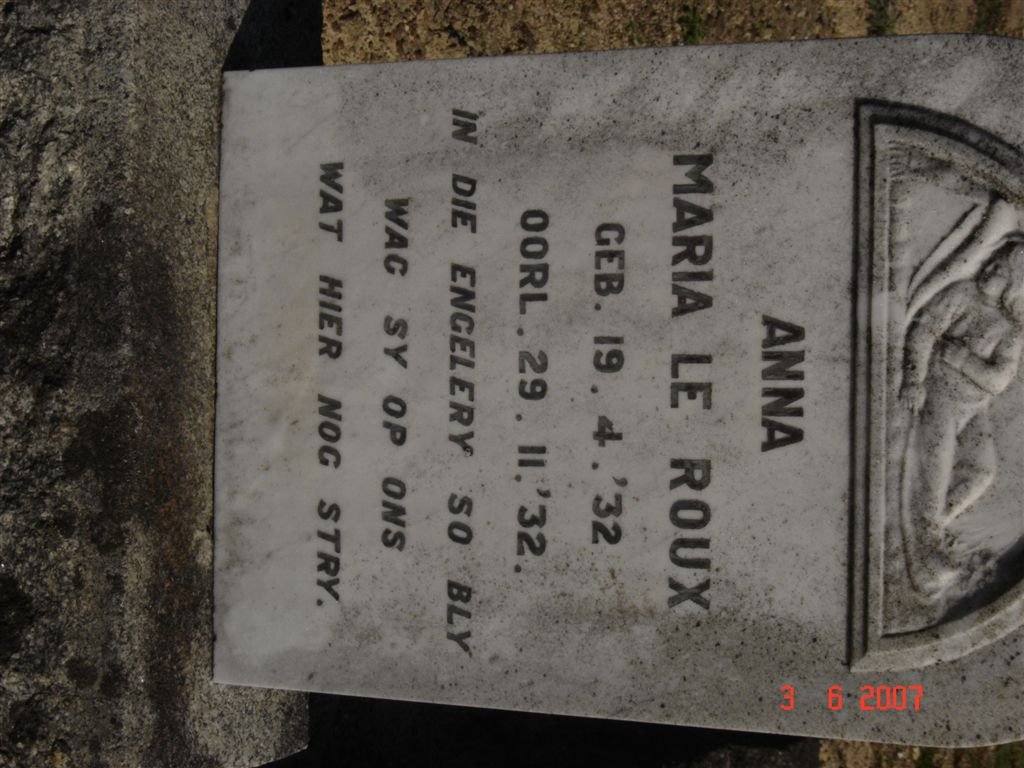 ANNA
MARIA LE ROUX
GEB. 19. 4.'32
OORL. 29. 11.'32.
IN DIE ENGELERY SO BLY
WAG SY OP ONS
WAT HIER NOG STRY.
3 6 2007